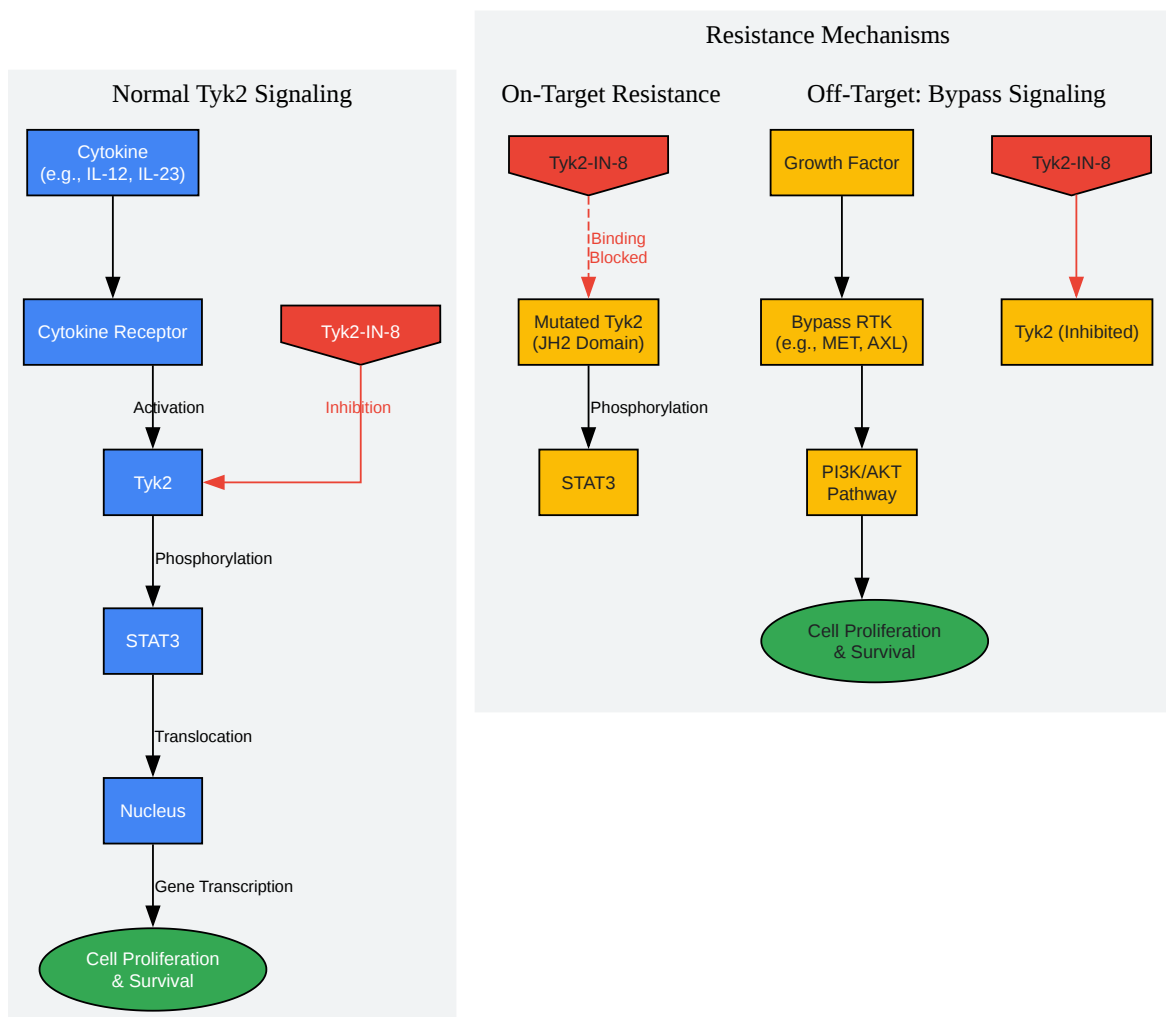 Normal Tyk2 Signaling
Cytokine
(e.g., IL-12, IL-23)
Cytokine Receptor
Tyk2-IN-8
Activation
Inhibition
Tyk2
Phosphorylation
STAT3
Translocation
Nucleus
Gene Transcription
Cell Proliferation
& Survival
Resistance Mechanisms
On-Target Resistance
Tyk2-IN-8
Binding
Blocked
Mutated Tyk2
(JH2 Domain)
Phosphorylation
STAT3
Off-Target: Bypass Signaling
Growth Factor
Bypass RTK
(e.g., MET, AXL)
PI3K/AKT
Pathway
Cell Proliferation
& Survival
Tyk2-IN-8
Tyk2 (Inhibited)